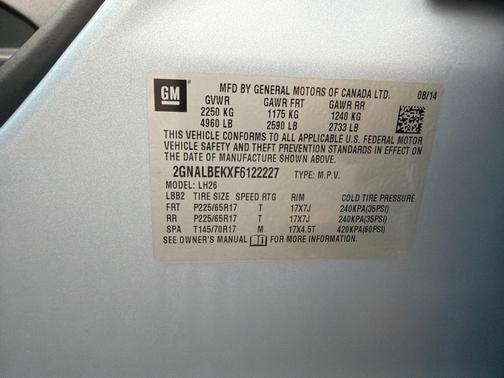 GM
MFD BY GENERAL MOTORS OF CANADA LTD. 08/14
GVWR GAWR FRT GAWR RR
2250 KG 1175 KG 1240 KG
4960 LB 2590 LB 2733 LB
THIS VEHICLE CONFORMS TO ALL APPLICABLE U.S. FEDERAL MOTOR
VEHICLE SAFETY AND THEFT PREVENTION STANDARDS IN EFFECT ON
THE DATE OF MANUFACTURE SHOWN ABOVE.
2GNALBEKXF6122227 TYPE: M.P.V.
MODEL: LH26
LBB2 TIRE SIZE SPEED RTG RIM COLD TIRE PRESSURE
FRT P225/65R17 T 17X7J 240KPA(35PSI)
RR P225/65R17 T 17X7J 240KPA(35PSI)
SPA T145/70R17 M 17X4.5T 420KPA(60PSI)
SEE OWNER'S MANUAL FOR MORE INFORMATION